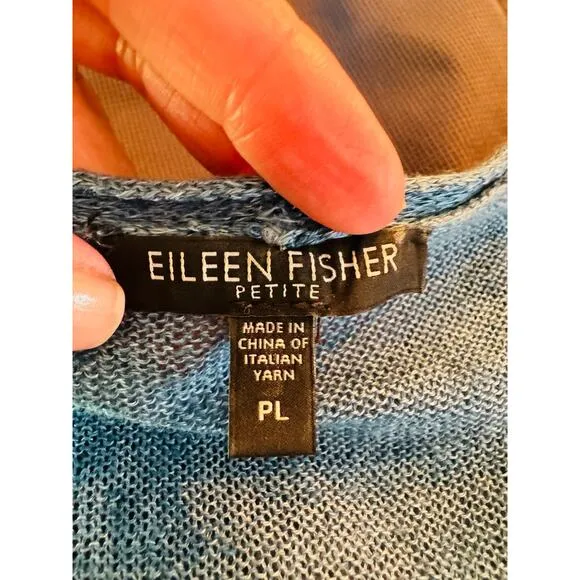 EILEEN FISHER
PETITE
MADE IN
CHINA OF
ITALIAN
YARN
PL